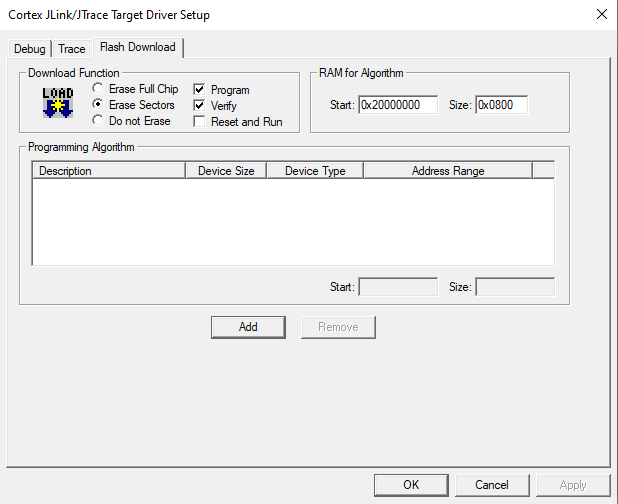 Cortex JLink/JTrace Target Driver Setup
Debug Trace Flash Download
Download Function
LOAD
Erase Full Chip
Erase Sectors
Do not Erase
Program
Verify
Reset and Run
RAM for Algorithm
Start: 0x20000000 Size: 0x0800
Programming Algorithm
Description Device Size Device Type Address Range
Start: Size:
Add Remove
OK Cancel Apply